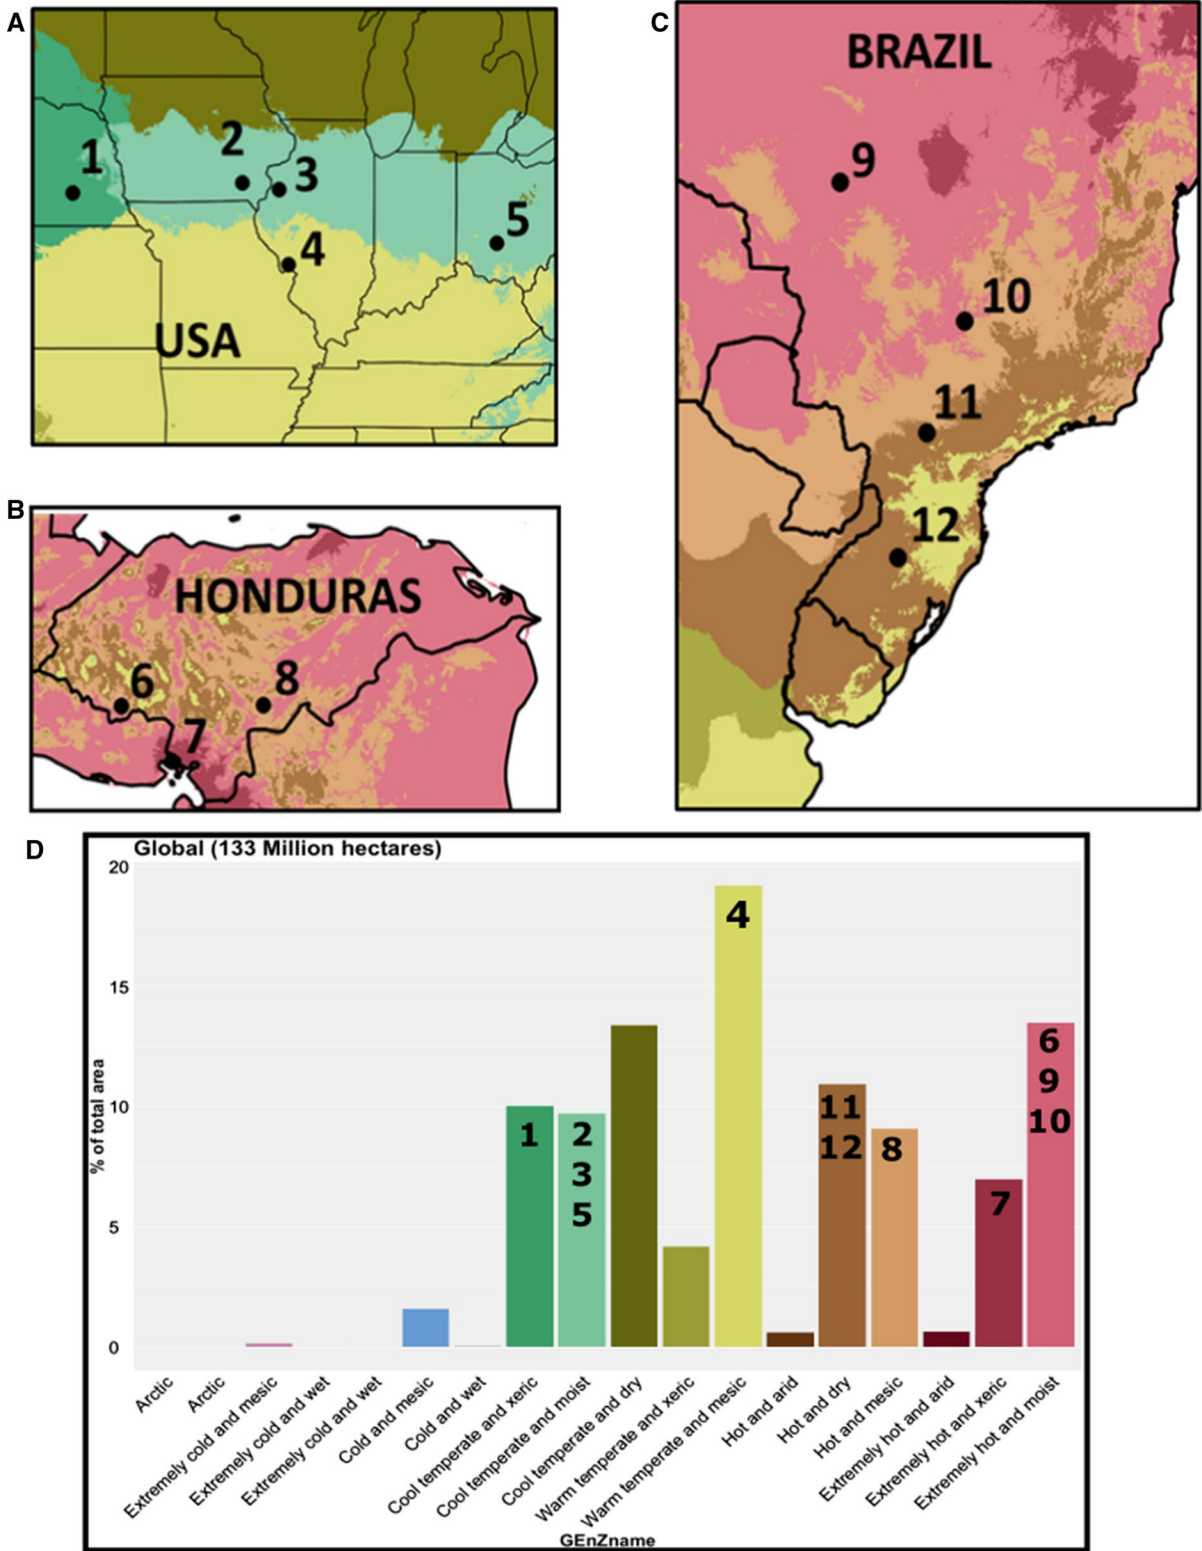 A
1
2
3
4
5
USA
B
HONDURAS
6
7
8
C
BRAZIL
9
10
11
12
D
Global (133 Million hectares)
20
15
10
5
0
% of total area
1
2
3
5
4
11
12
8
7
6
9
10
Arctic
Arctic
Extremely cold and mesic
Extremely cold and wet
Extremely cold and wet
Cold and mesic
Cold and wet
Cool temperate and xeric
Cool temperate and moist
Cool temperate and dry
Warm temperate and xeric
Warm temperate and mesic
Hot and arid
Hot and dry
Hot and mesic
Extremely hot and arid
Extremely hot and xeric
Extremely hot and moist
GEnZname